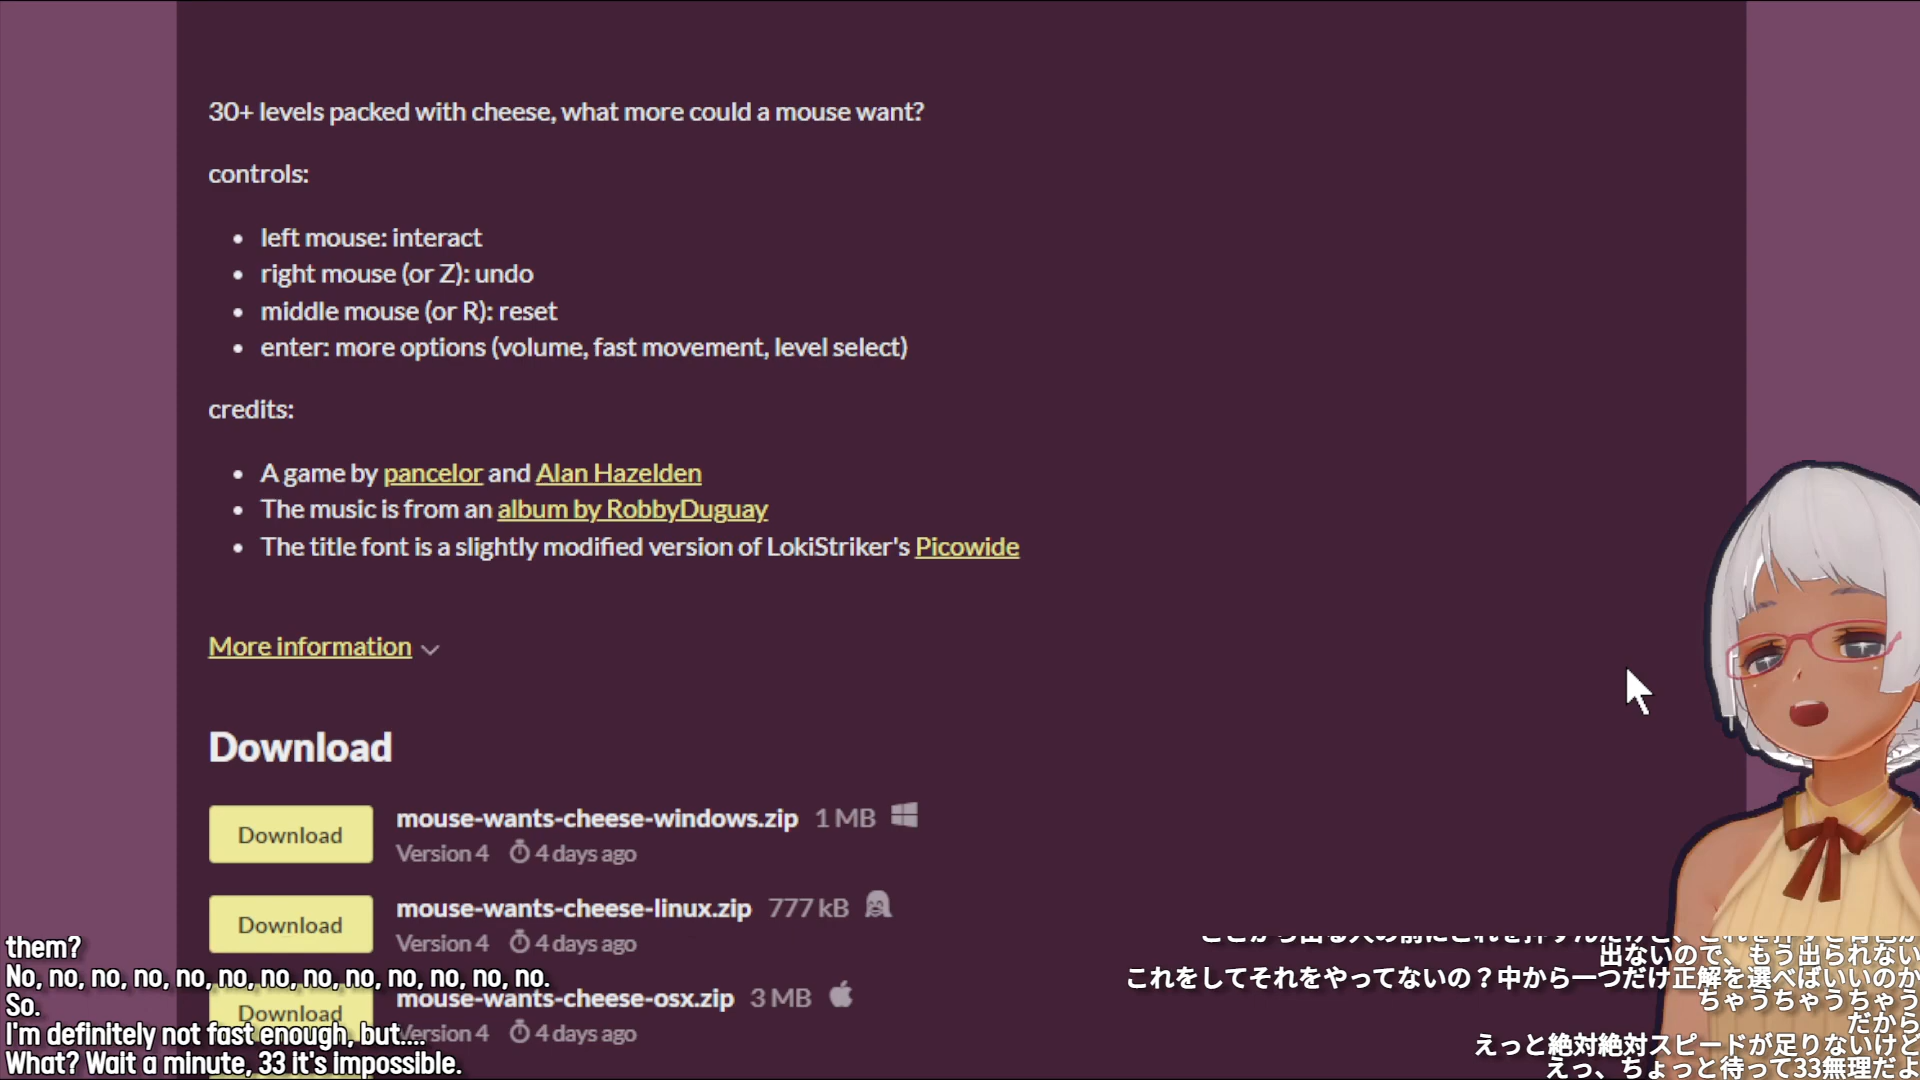 30+ levels packed with cheese, what more could a mouse want?
controls:
left mouse: interact
right mouse (or Z): undo
middle mouse (or R): reset
enter: more options (volume, fast movement, level select)
credits:
A game by pancelor and Alan Hazelden
The music is from an album by RobbyDuguay
The title font is a slightly modified version of LokiStriker's Picowide
More information
Download
Download mouse-wants-cheese-windows.zip 1 MB
Version 4 4 days ago
Download mouse-wants-cheese-linux.zip 777 kB
Version 4 4 days ago
Download mouse-wants-cheese-osx.zip 3 MB
Version 4 4 days ago
them?
No, no, no, no, no, no, no, no, no, no, no, no, no.
So.
I'm definitely not fast enough, but....
What? Wait a minute, 33 it's impossible.
出ないので、もう出られない
これをしてそれをやってないの？中から一つだけ正解を選べばいいのか
ちゃうちゃうちゃう
だから
えっと絶対絶対スピードが足りないけど
えっ、ちょっと待って33無理だよ